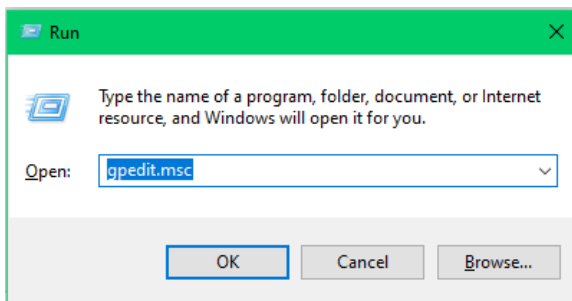 Run
Type the name of a program, folder, document, or Internet
resource, and Windows will open it for you.
Open: gpedit.msc
OK Cancel Browse...